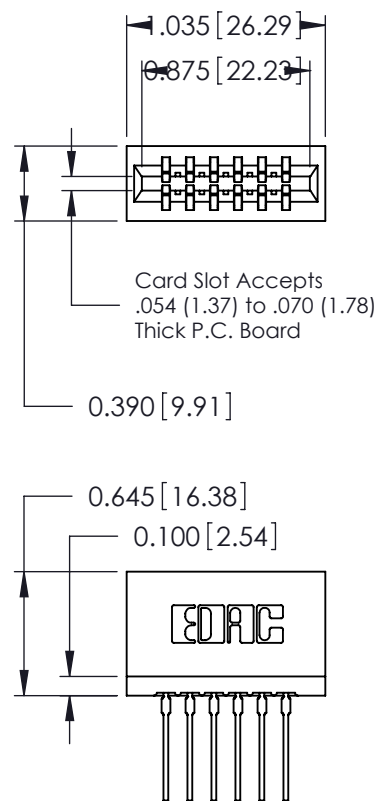 1.035 [26.29]
0.875 [22.23]
Card Slot Accepts
.054 (1.37) to .070 (1.78)
Thick P.C. Board
0.390 [9.91]
0.645 [16.38]
0.100 [2.54]
EDAC